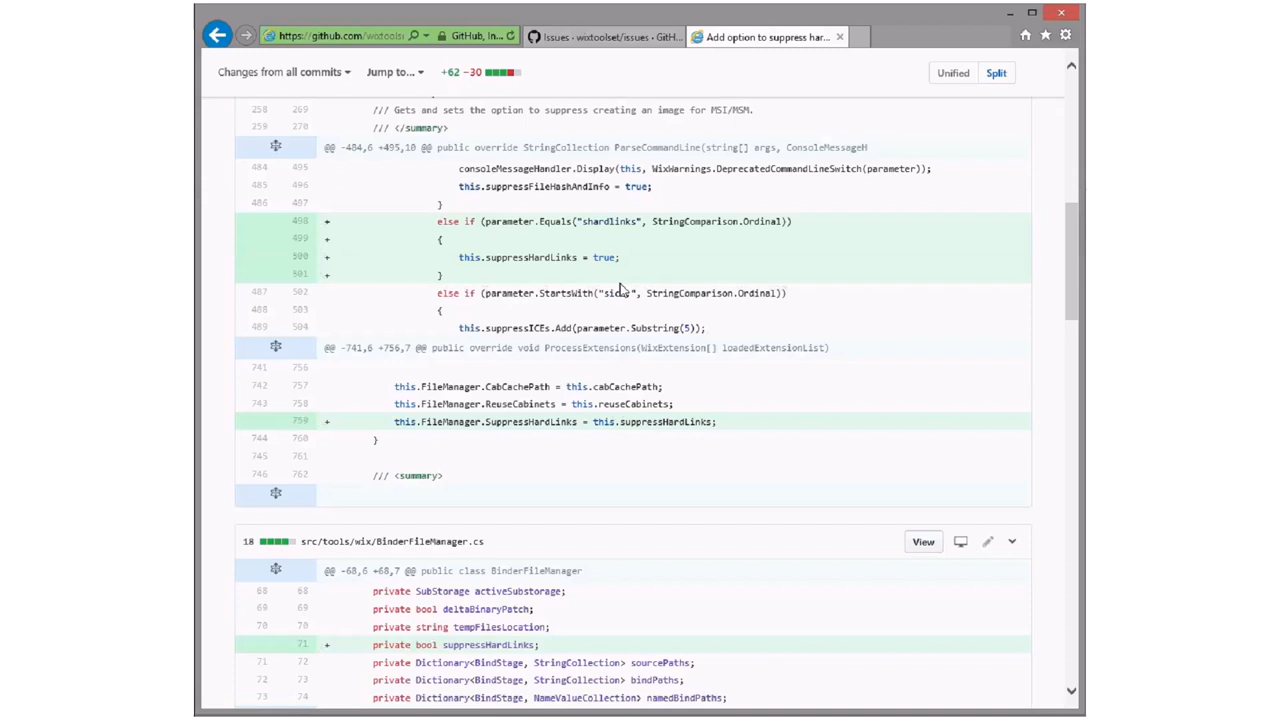 https://github.com/wixtools GitHub, In... Issues · wixtoolset/issues · GitH... Add option to suppress har...
Changes from all commits Jump to... +62 −30 Unified Split
258 269 /// Gets and sets the option to suppress creating an image for MSI/MSM.
259 270 /// </summary>
@@ -484,6 +495,10 @@ public override StringCollection ParseCommandLine(string[] args, ConsoleMessageH
484 495 consoleMessageHandler.Display(this, WixWarnings.DeprecatedCommandLineSwitch(parameter));
485 496 this.suppressFileHashAndInfo = true;
486 497 }
498 + else if (parameter.Equals("shardlinks", StringComparison.Ordinal))
499 + {
500 + this.suppressHardLinks = true;
501 + }
487 502 else if (parameter.StartsWith(" ", StringComparison.Ordinal))
488 503 {
489 504 this.suppressICEs.Add(parameter.Substring(5));
@@ -741,6 +756,7 @@ public override void ProcessExtensions(WixExtension[] loadedExtensionList)
741 756
742 757 this.FileManager.CabCachePath = this.cabCachePath;
743 758 this.FileManager.ReuseCabinets = this.reuseCabinets;
759 + this.FileManager.SuppressHardLinks = this.suppressHardLinks;
744 760 }
745 761
746 762 /// <summary>
18 src/tools/wix/BinderFileManager.cs View
@@ -68,6 +68,7 @@ public class BinderFileManager
68 68 private SubStorage activeSubstorage;
69 69 private bool deltaBinaryPatch;
70 70 private string tempFilesLocation;
71 + private bool suppressHardLinks;
71 72 private Dictionary<BindStage, StringCollection> sourcePaths;
72 73 private Dictionary<BindStage, StringCollection> bindPaths;
73 74 private Dictionary<BindStage, NameValueCollection> namedBindPaths;